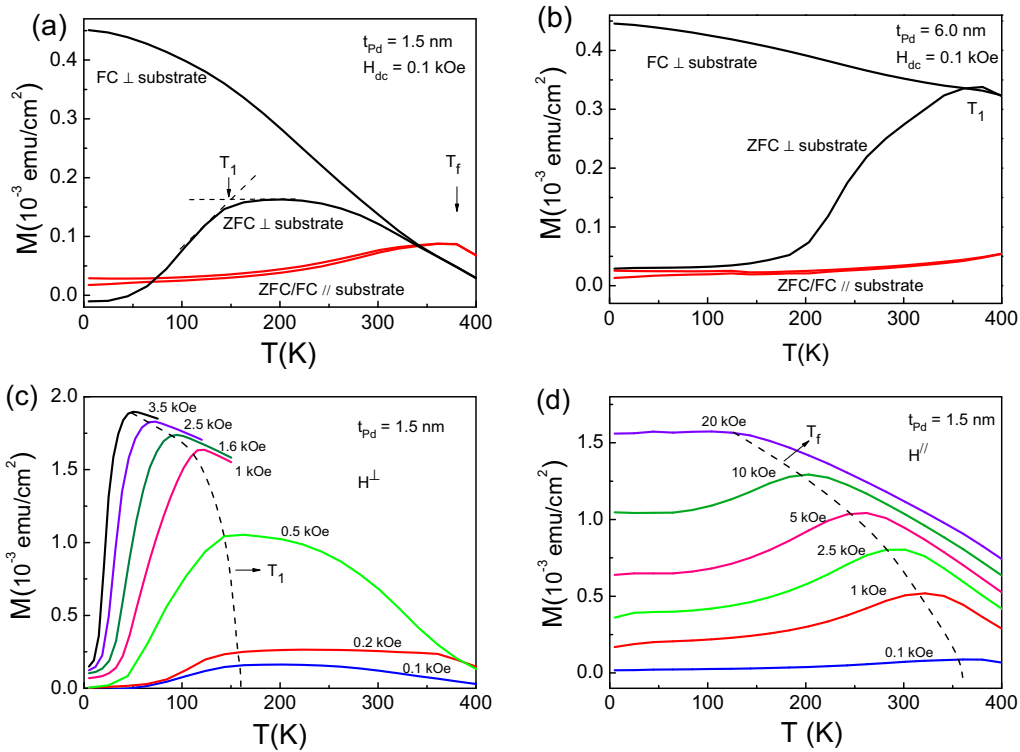 (a)
t_Pd = 1.5 nm
H_dc = 0.1 kOe
FC ⊥ substrate
T_1
T_f
ZFC ⊥ substrate
ZFC/FC // substrate
M(10^-3 emu/cm^2)
0.4
0.3
0.2
0.1
0.0
0 100 200 300 400
T(K)
(b)
t_Pd = 6.0 nm
H_dc = 0.1 kOe
FC ⊥ substrate
T_1
ZFC ⊥ substrate
ZFC/FC // substrate
M(10^-3 emu/cm^2)
0.4
0.3
0.2
0.1
0.0
0 100 200 300 400
T(K)
(c)
3.5 kOe
2.5 kOe
1.6 kOe
1 kOe
t_Pd = 1.5 nm
H^⊥
0.5 kOe
T_1
0.2 kOe
0.1 kOe
M(10^-3 emu/cm^2)
2.0
1.5
1.0
0.5
0.0
0 100 200 300 400
T(K)
(d)
20 kOe
T_f
t_Pd = 1.5 nm
H^//
10 kOe
5 kOe
2.5 kOe
1 kOe
0.1 kOe
M(10^-3 emu/cm^2)
1.5
1.0
0.5
0.0
0 100 200 300 400
T (K)